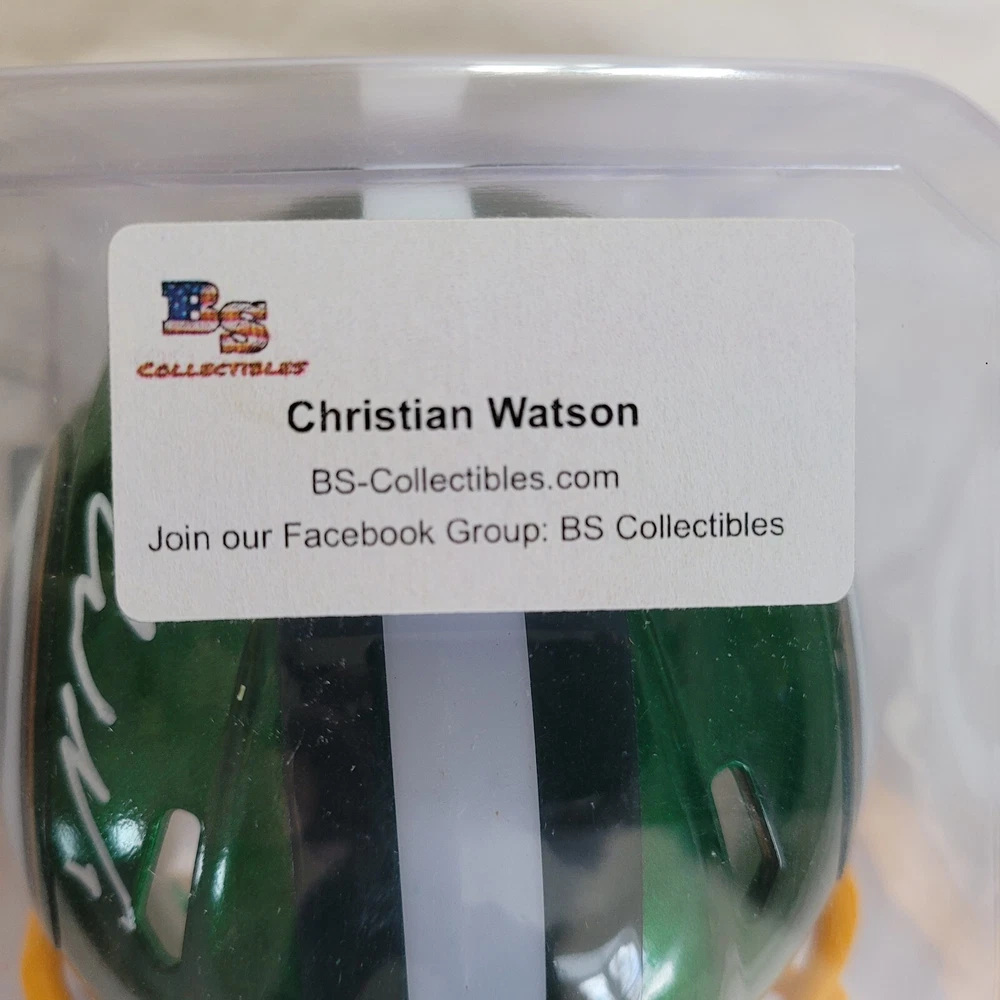 BS
COLLECTIBLES
Christian Watson
BS-Collectibles.com
Join our Facebook Group: BS Collectibles